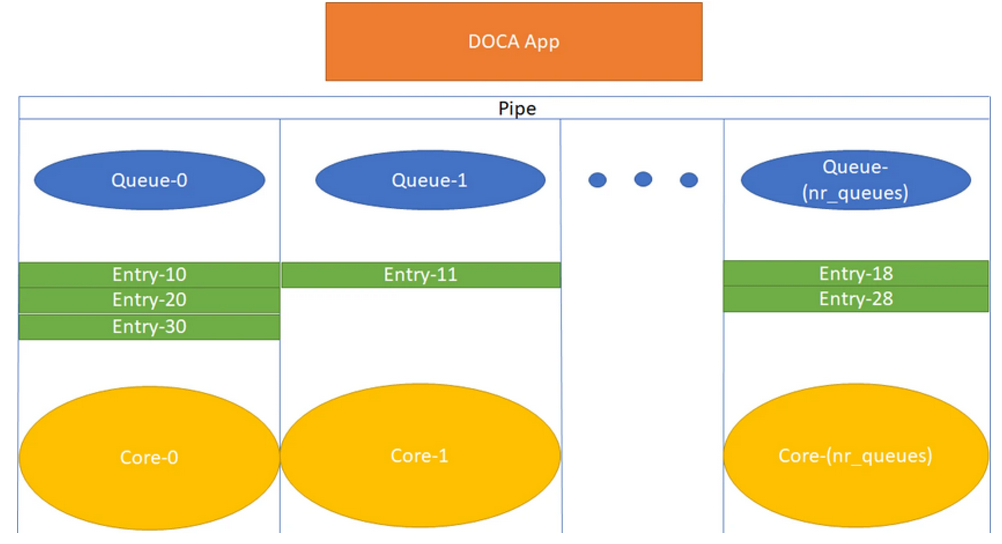 DOCA App
Pipe
Queue-0
Queue-1
Queue-
(nr_queues)
Entry-10
Entry-11
Entry-18
Entry-20
Entry-28
Entry-30
Core-0
Core-1
Core-(nr_queues)